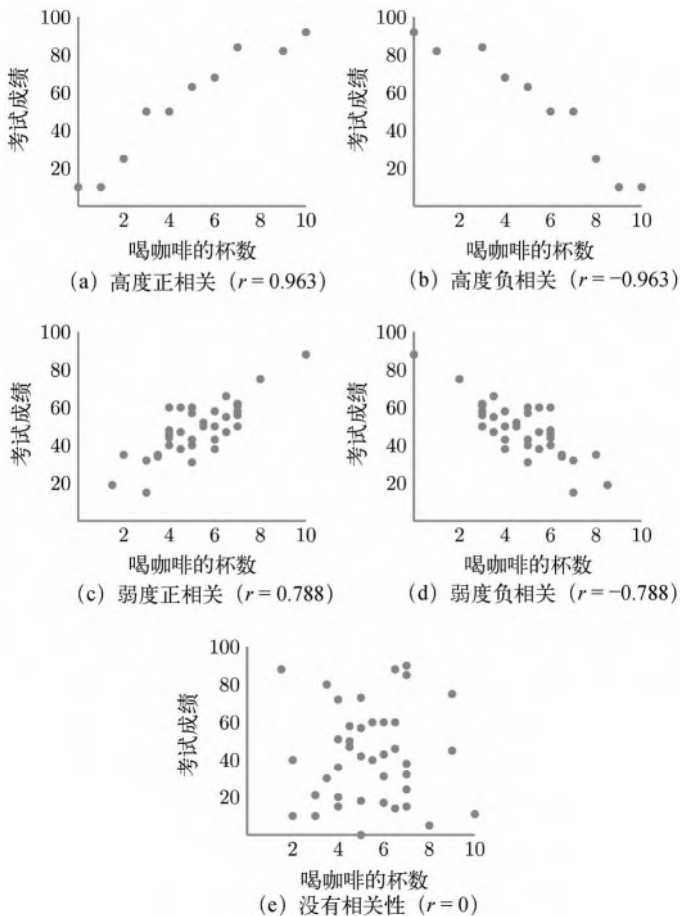 100
80
60
40
20
考试成绩
2 4 6 8 10
喝咖啡的杯数
(a) 高度正相关（r = 0.963）
100
80
60
40
20
考试成绩
2 4 6 8 10
喝咖啡的杯数
(b) 高度负相关（r = −0.963）
100
80
60
40
20
考试成绩
2 4 6 8 10
喝咖啡的杯数
(c) 弱度正相关（r = 0.788）
100
80
60
40
20
考试成绩
2 4 6 8 10
喝咖啡的杯数
(d) 弱度负相关（r = −0.788）
100
80
60
40
20
考试成绩
2 4 6 8 10
喝咖啡的杯数
(e) 没有相关性（r = 0）